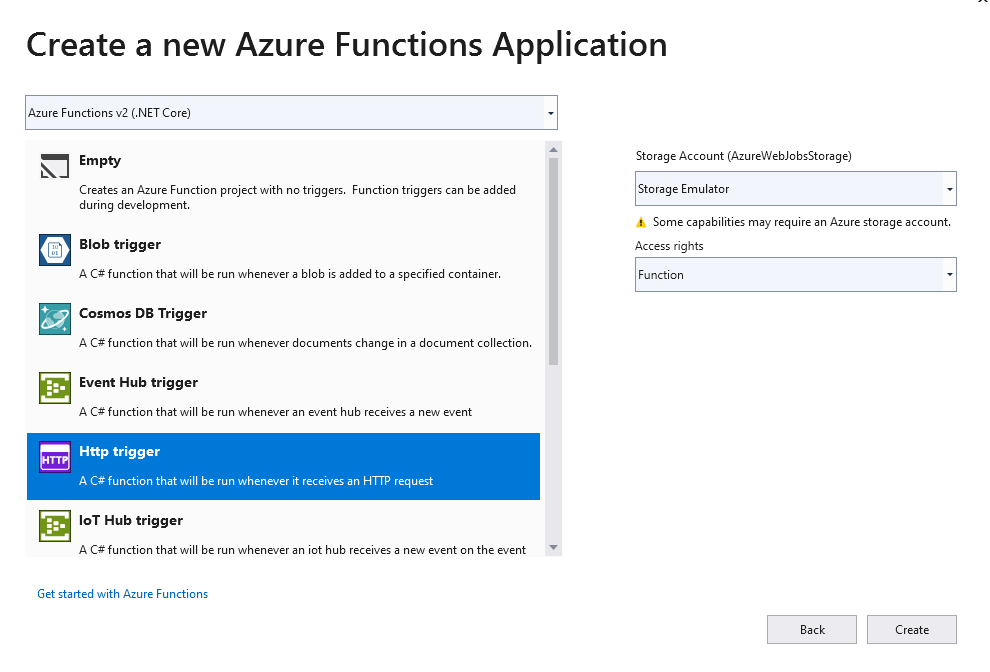 Create a new Azure Functions Application
Azure Functions v2 (.NET Core)
Empty
Creates an Azure Function project with no triggers.  Function triggers can be added
during development.
Blob trigger
A C# function that will be run whenever a blob is added to a specified container.
Cosmos DB Trigger
A C# function that will be run whenever documents change in a document collection.
Event Hub trigger
A C# function that will be run whenever an event hub receives a new event
HTTP
Http trigger
A C# function that will be run whenever it receives an HTTP request
IoT Hub trigger
A C# function that will be run whenever an iot hub receives a new event on the event
Storage Account (AzureWebJobsStorage)
Storage Emulator
Some capabilities may require an Azure storage account.
Access rights
Function
Get started with Azure Functions
Back
Create